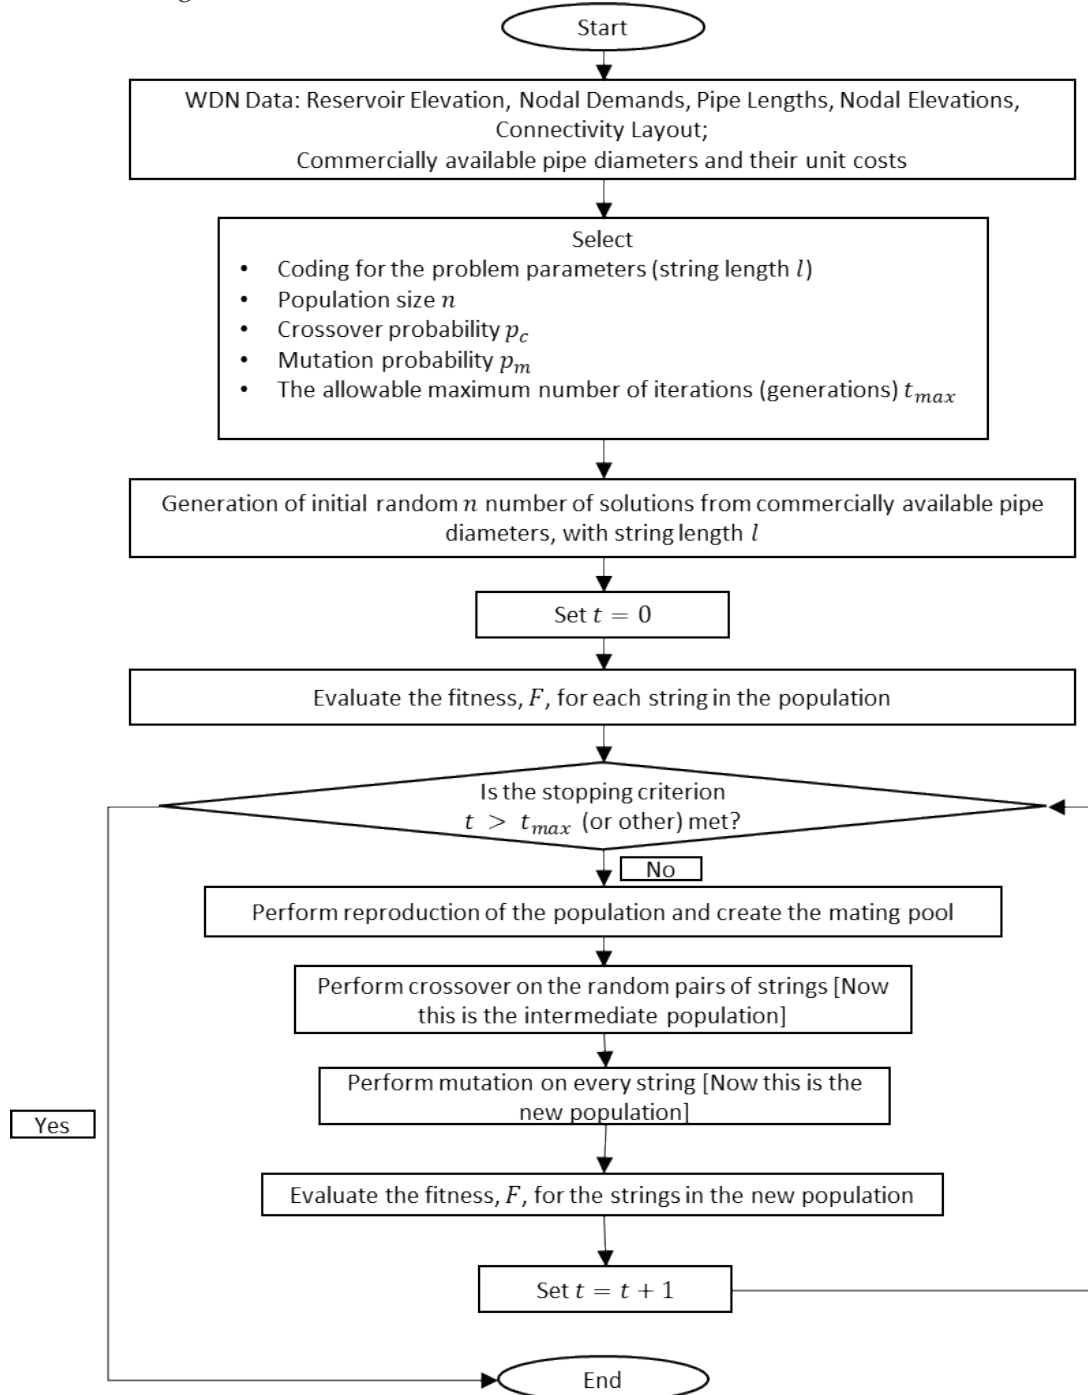 Start
WDN Data: Reservoir Elevation, Nodal Demands, Pipe Lengths, Nodal Elevations,
Connectivity Layout;
Commercially available pipe diameters and their unit costs
Select
• Coding for the problem parameters (string length l)
• Population size n
• Crossover probability p_c
• Mutation probability p_m
• The allowable maximum number of iterations (generations) t_max
Generation of initial random n number of solutions from commercially available pipe
diameters, with string length l
Set t = 0
Evaluate the fitness, F, for each string in the population
Is the stopping criterion
t > t_max (or other) met?
No
Perform reproduction of the population and create the mating pool
Perform crossover on the random pairs of strings [Now
this is the intermediate population]
Perform mutation on every string [Now this is the
new population]
Yes
Evaluate the fitness, F, for the strings in the new population
Set t = t + 1
End